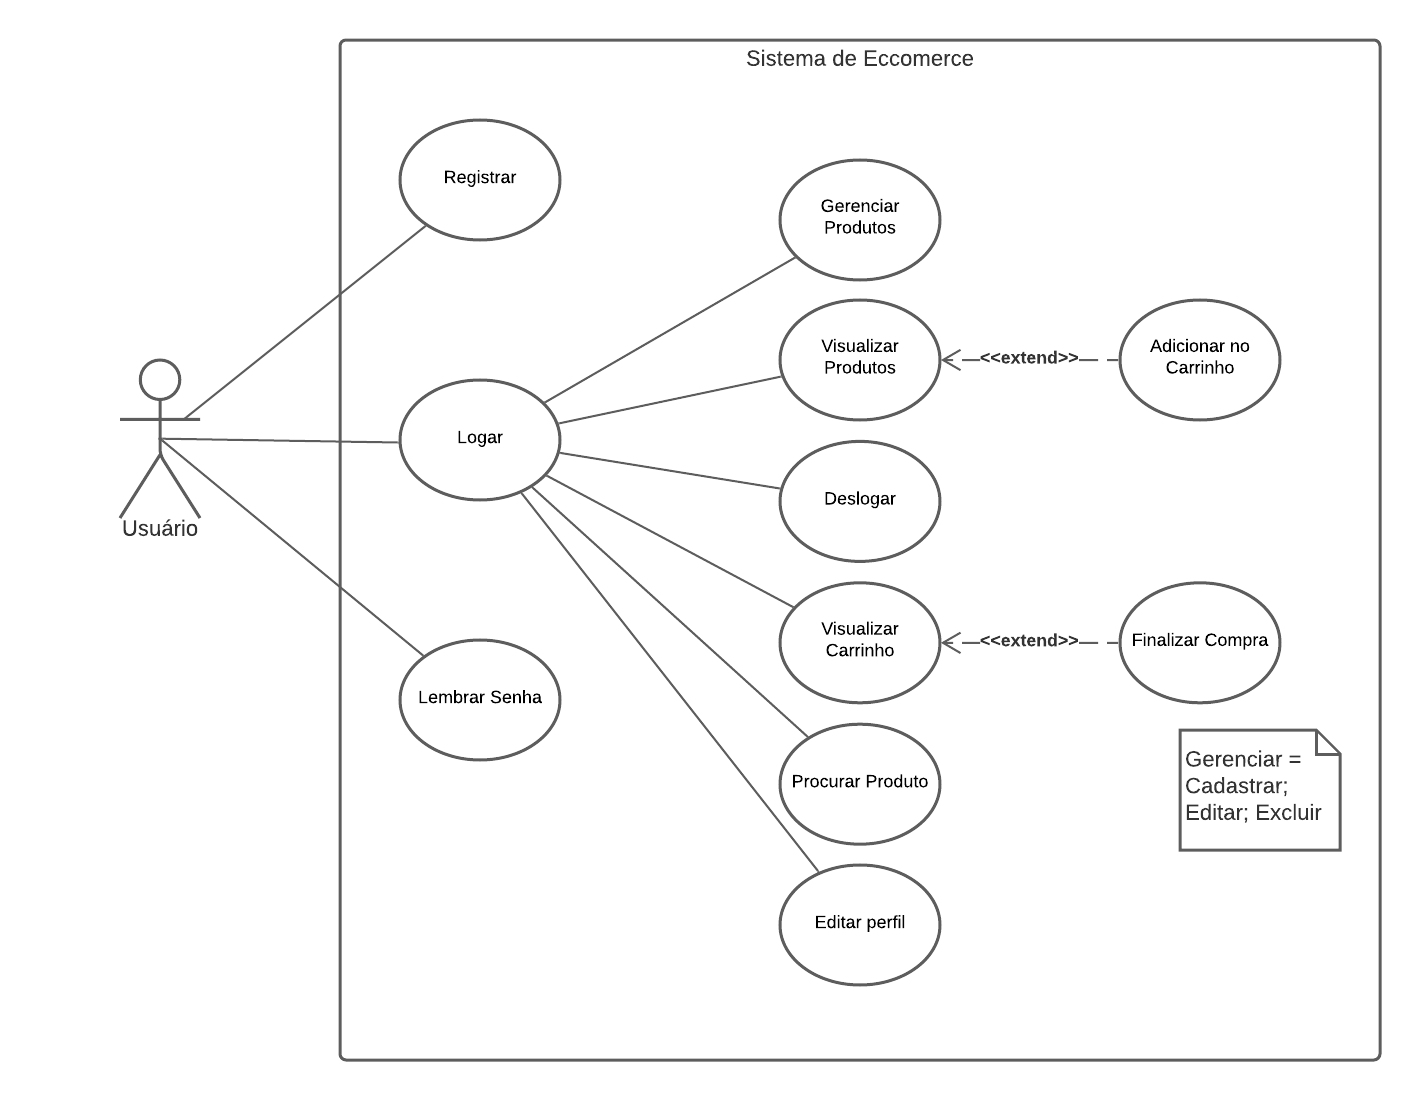 Sistema de Eccomerce
Registrar
Gerenciar
Produtos
Visualizar
Produtos
<<extend>>
Adicionar no
Carrinho
Logar
Usuário
Deslogar
Visualizar
Carrinho
<<extend>>
Finalizar Compra
Lembrar Senha
Procurar Produto
Gerenciar =
Cadastrar;
Editar; Excluir
Editar perfil